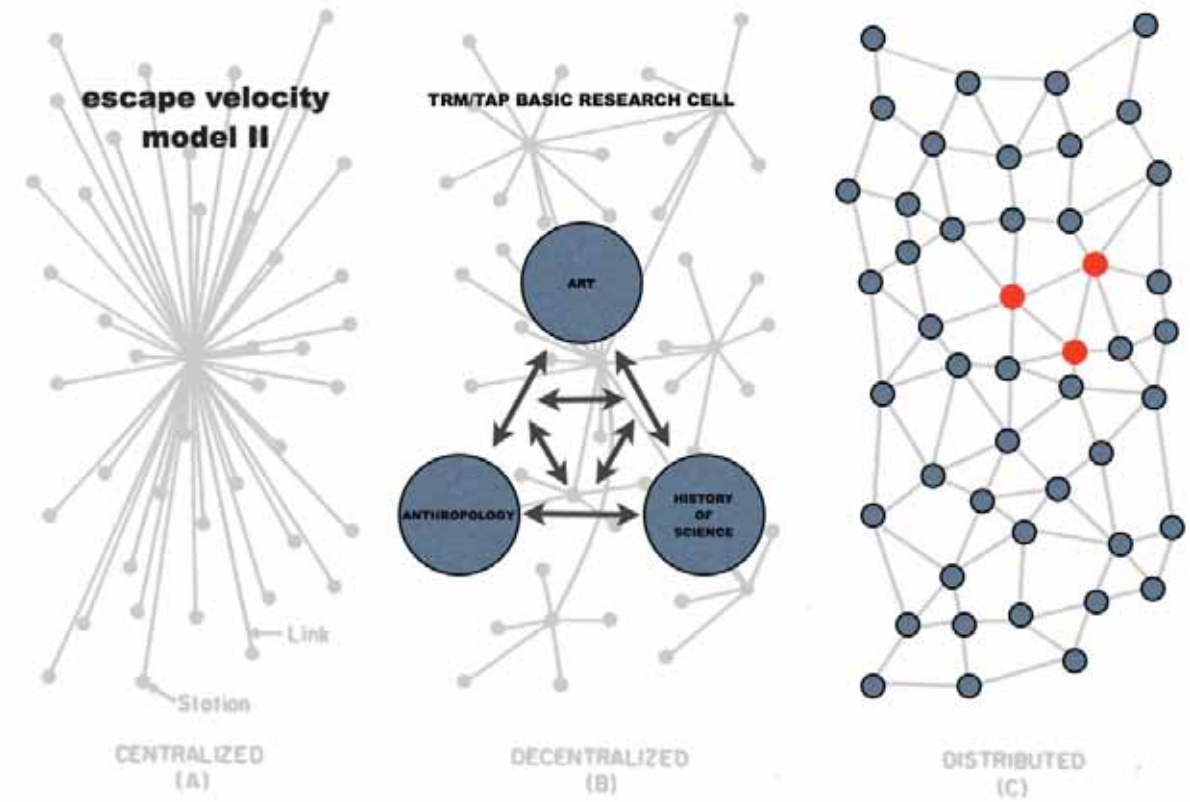 escape velocity
model II
TRM/TAP BASIC RESEARCH CELL
ART
ANTHROPOLOGY
HISTORY
OF
SCIENCE
Link
Station
CENTRALIZED
(A)
DECENTRALIZED
(B)
DISTRIBUTED
(C)